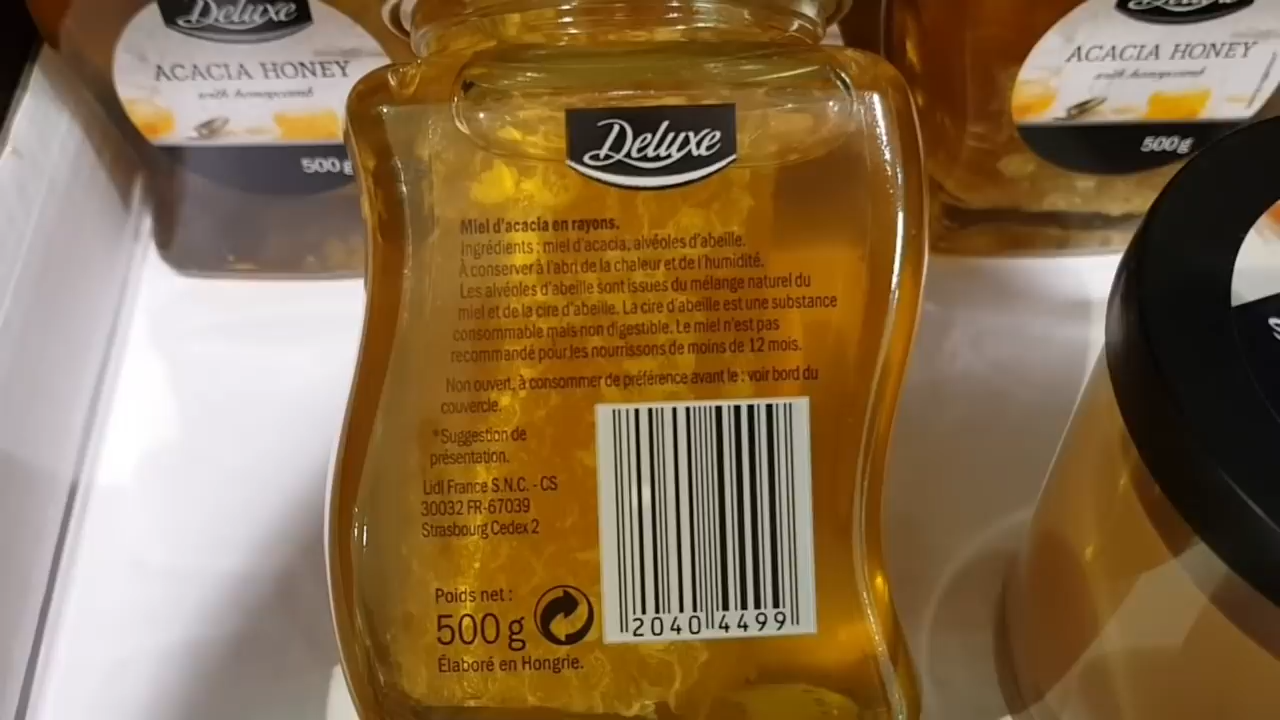 Deluxe
ACACIA HONEY
with honeycomb
500 g
Deluxe
Miel d'acacia en rayons.
Ingrédients : miel d'acacia, alvéoles d'abeille.
À conserver à l'abri de la chaleur et de l'humidité.
Les alvéoles d'abeille sont issues du mélange naturel du
miel et de la cire d'abeille. La cire d'abeille est une substance
consommable mais non digestible. Le miel n'est pas
recommandé pour les nourrissons de moins de 12 mois.
Non ouvert, à consommer de préférence avant le : voir bord du
couvercle.
*Suggestion de
présentation.
Lidl France S.N.C. - CS
30032 FR-67039
Strasbourg Cedex 2
Poids net :
500 g
Élaboré en Hongrie.
2040 4499
ACACIA HONEY
with honeycomb
500 g